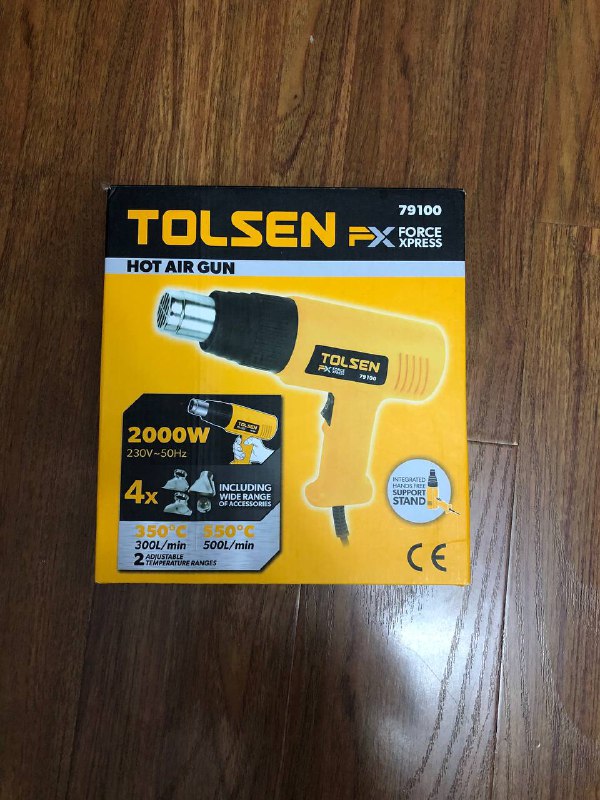 79100
TOLSEN FX FORCE XPRESS
HOT AIR GUN
TOLSEN
FX FORCE XPRESS
79100
2000W
230V~50Hz
TOLSEN
4x
INCLUDING
WIDE RANGE
OF ACCESSORIES
350°C 550°C
300L/min 500L/min
2 ADJUSTABLE
TEMPERATURE RANGES
INTEGRATED
HANDS FREE
SUPPORT
STAND
CE